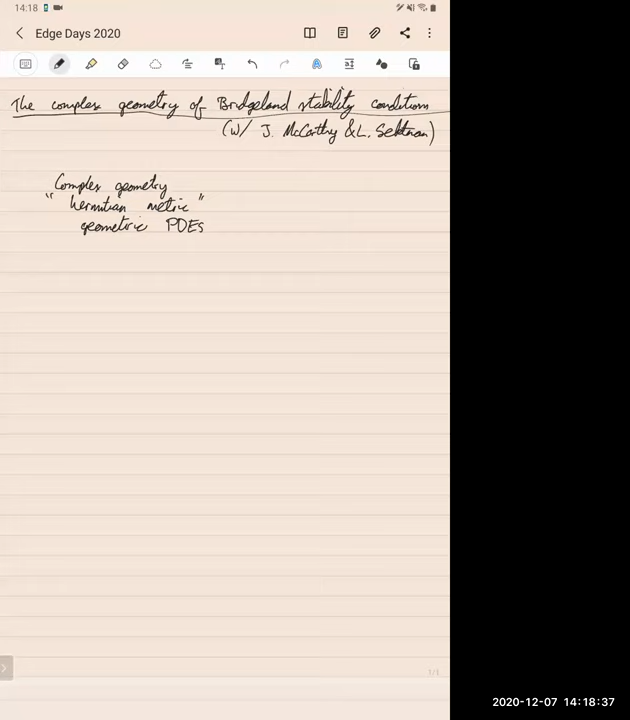 14:18
Edge Days 2020
The complex geometry of Bridgeland stability conditions
(w/ J. McCarthy & L. Sektnan)
Complex geometry
"hermitian metric"
geometric PDEs
1/1
2020-12-07 14:18:37